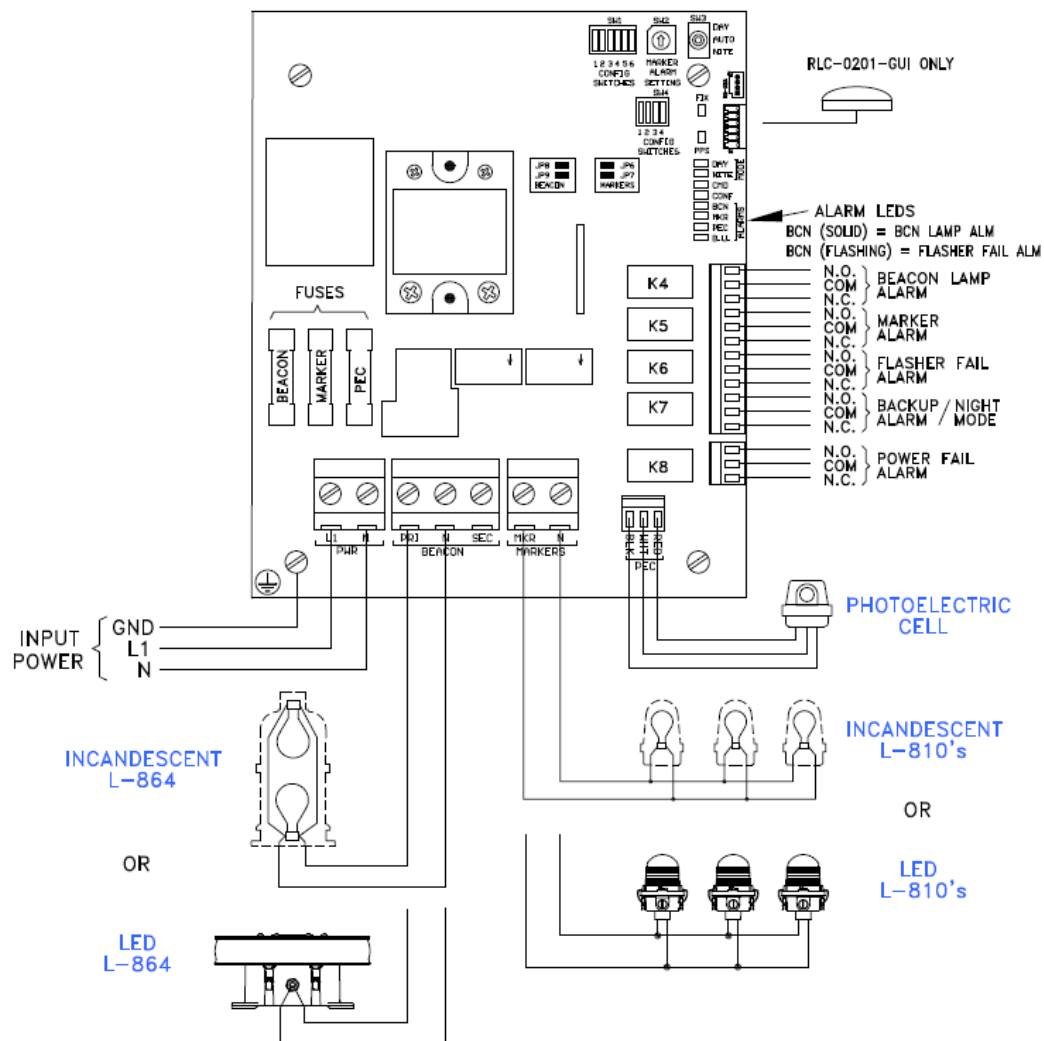 SW1
SW2
SW3
DAY
AUTO
NITE
1 2 3 4 5 6
CONFIG
SWITCHES
MARKER
ALARM
SETTING
SW4
1 2 3 4
CONFIG
SWITCHES
FIX
PPS
RLC-0201-GUI ONLY
JP8
JP9
BEACON
JP6
JP7
MARKERS
DAY
NITE
MODE
CMD
CONF
BCN
MKR
PEC
ALARMS
ALARM LEDS
BCN (SOLID) = BCN LAMP ALM
BCN (FLASHING) = FLASHER FAIL ALM
FUSES
BEACON
MARKER
PEC
K4
N.O.
COM
N.C.
BEACON LAMP
ALARM
K5
N.O.
COM
N.C.
MARKER
ALARM
K6
N.O.
COM
N.C.
FLASHER FAIL
ALARM
K7
N.O.
COM
N.C.
BACKUP/NIGHT
ALARM/MODE
K8
N.O.
COM
N.C.
POWER FAIL
ALARM
L1 N
PWR
PRI N SEC
BEACON
MKR N
MARKERS
BLK WHT RED
PEC
INPUT
POWER
GND
L1
N
PHOTOELECTRIC
CELL
INCANDESCENT
L-864
OR
LED
L-864
INCANDESCENT
L-810's
OR
LED
L-810's